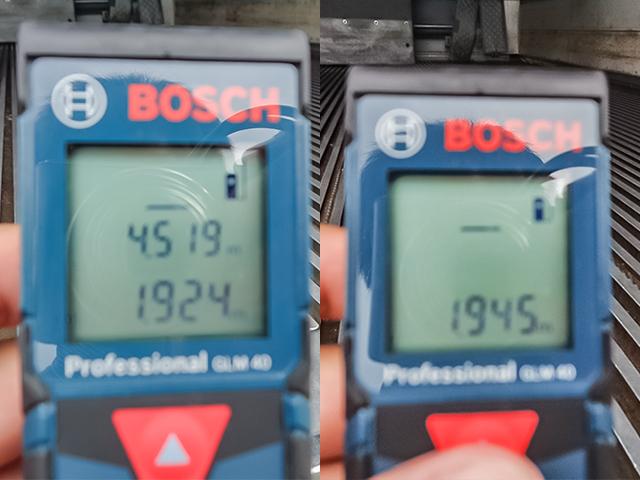 BOSCH
4.519 m
1.924 m
Professional GLM 40
BOSCH
1.945 m
Professional GLM 40